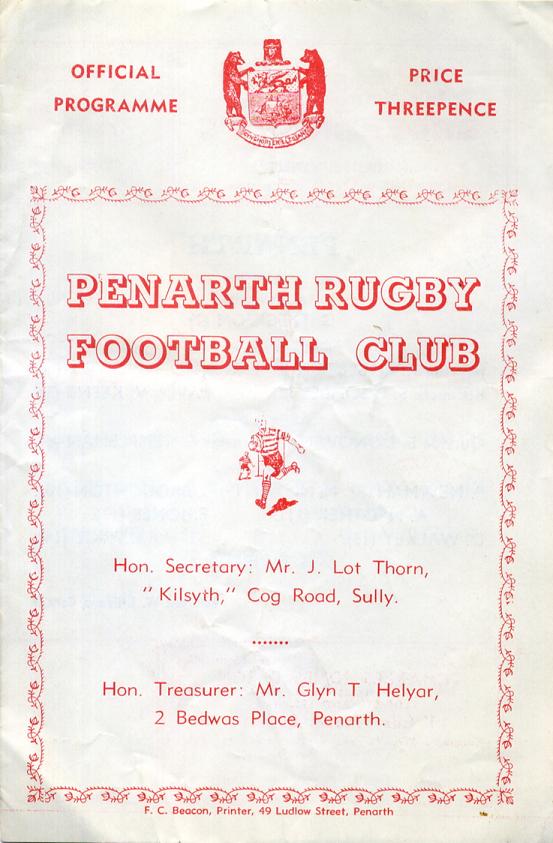 OFFICIAL
PROGRAMME
PRICE
THREEPENCE
PENARTH RUGBY
FOOTBALL CLUB
Hon. Secretary: Mr. J. Lot Thorn,
"Kilsyth," Cog Road, Sully.
.......
Hon. Treasurer: Mr. Glyn T Helyar,
2 Bedwas Place, Penarth.
F. C. Beacon, Printer, 49 Ludlow Street, Penarth